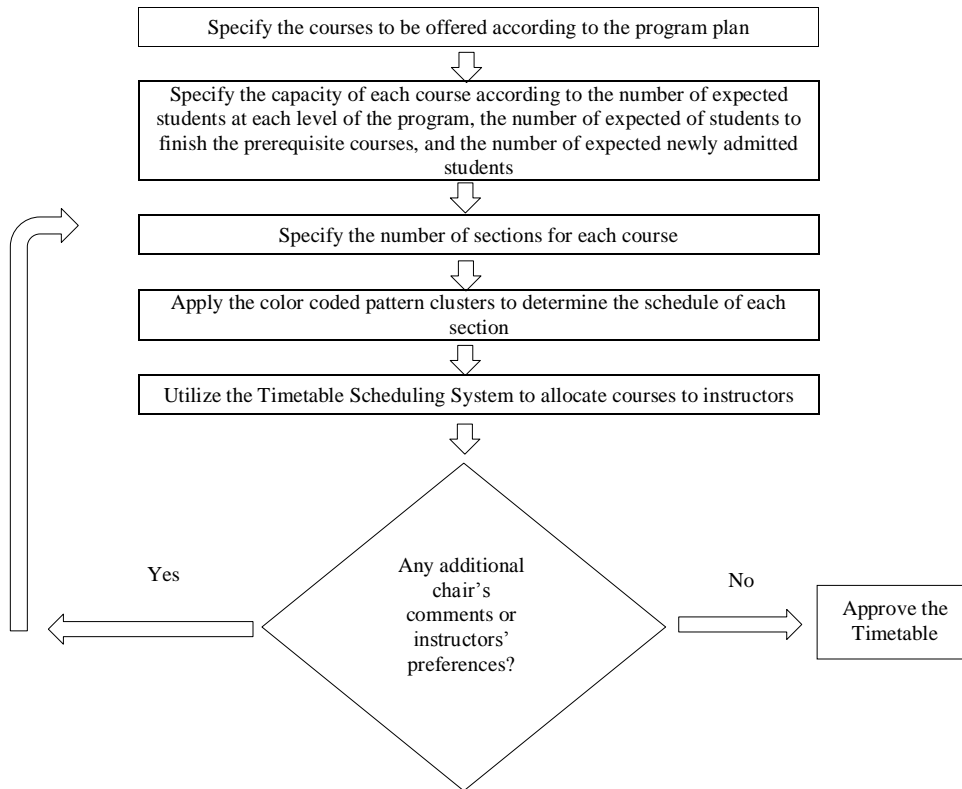 Specify the courses to be offered according to the program plan
Specify the capacity of each course according to the number of expected
students at each level of the program, the number of expected of students to
finish the prerequisite courses, and the number of expected newly admitted
students
Specify the number of sections for each course
Apply the color coded pattern clusters to determine the schedule of each
section
Utilize the Timetable Scheduling System to allocate courses to instructors
Yes
Any additional
chair's
comments or
instructors'
preferences?
No
Approve the
Timetable